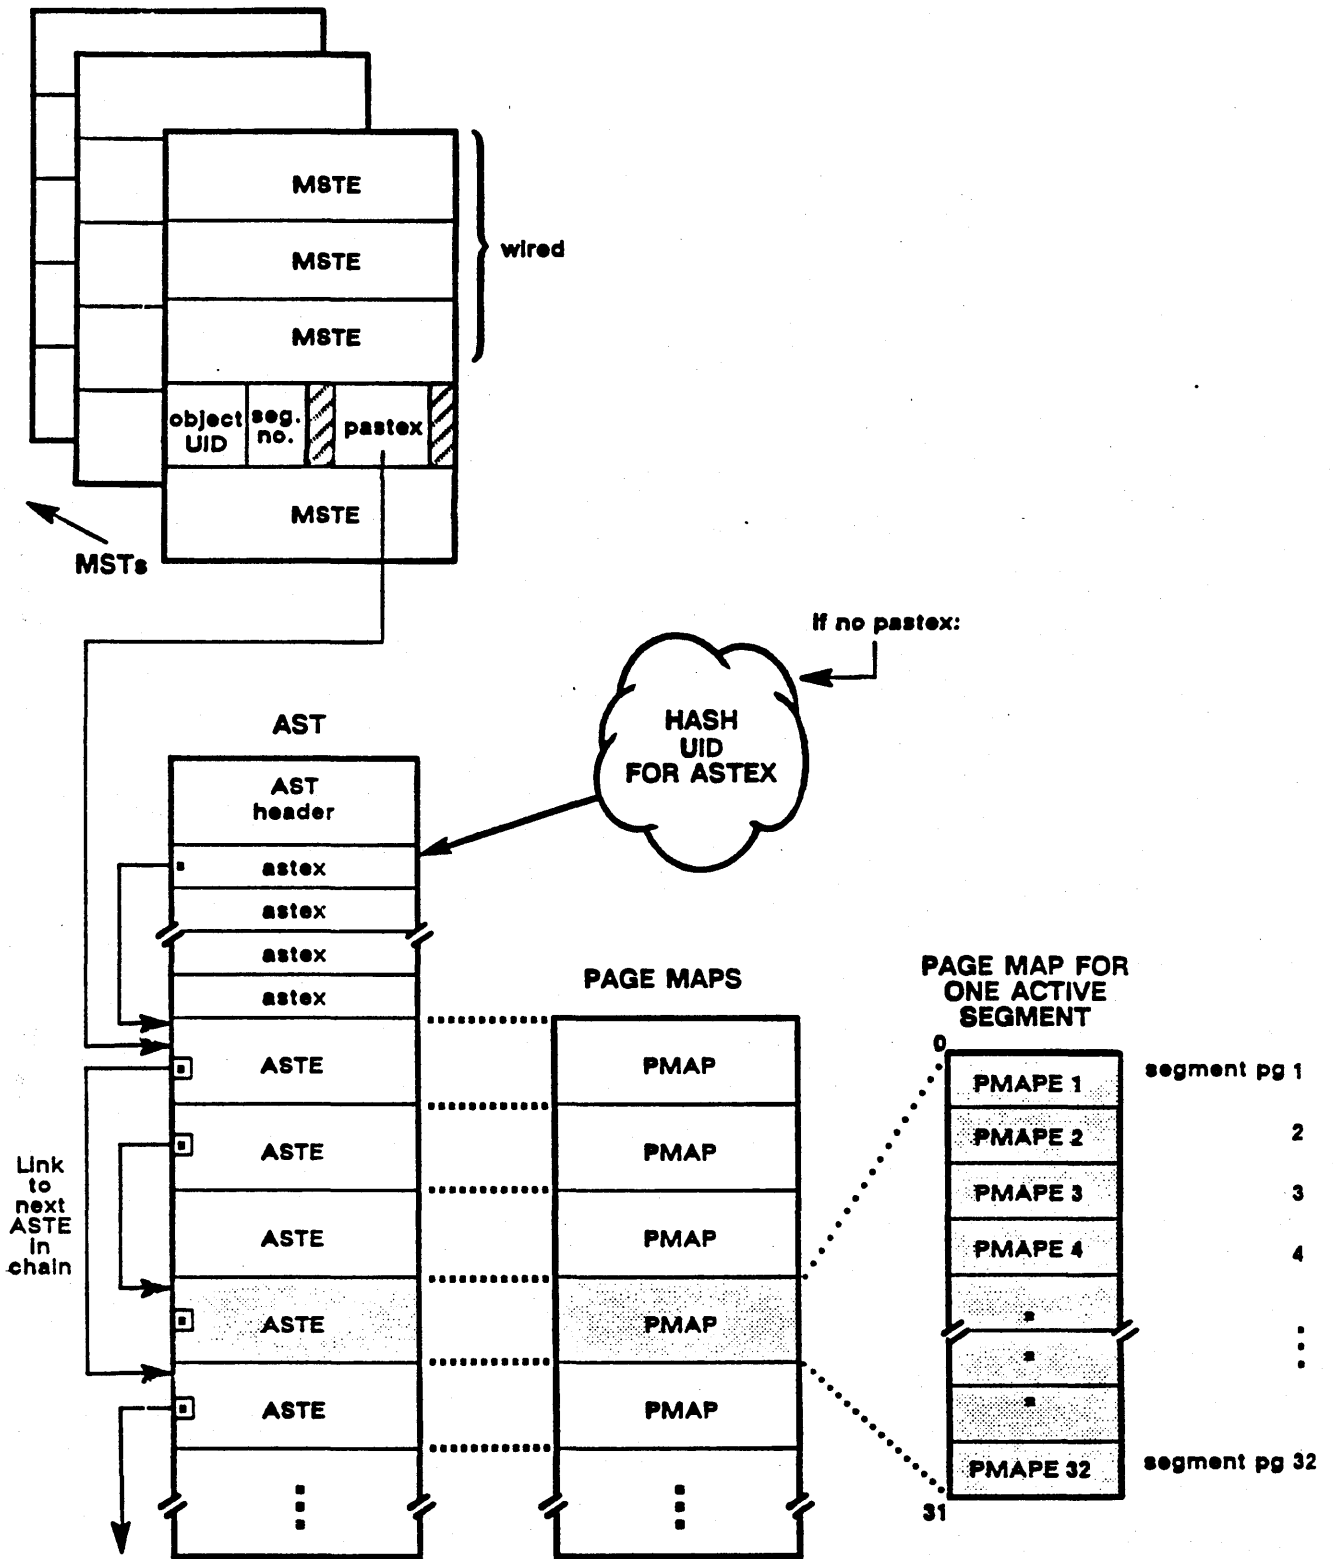 MSTE
MSTE
wired
MSTE
object
UID
seg.
no.
pastex
MSTE
MSTs
if no pastex:
HASH
UID
FOR ASTEX
AST
AST
header
astex
astex
astex
astex
PAGE MAPS
PAGE MAP FOR
ONE ACTIVE
SEGMENT
0
ASTE
PMAP
PMAPE 1
segment pg 1
ASTE
PMAP
PMAPE 2
2
Link
to
next
ASTE
in
chain
ASTE
PMAP
PMAPE 3
3
PMAPE 4
4
ASTE
PMAP
ASTE
PMAP
PMAPE 32
segment pg 32
31